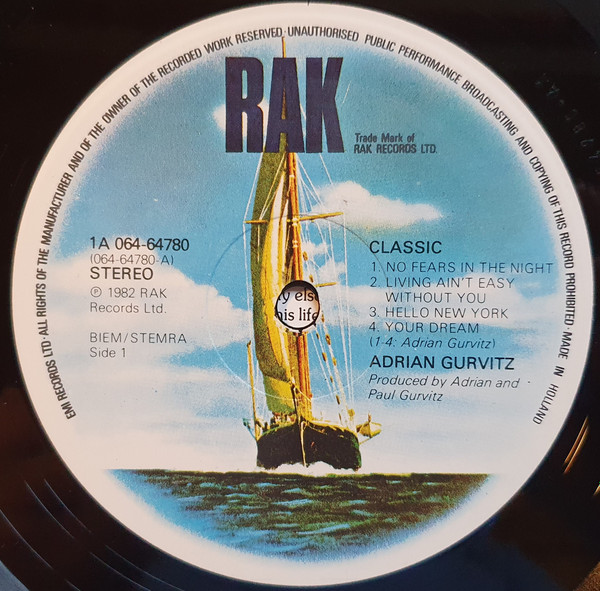 EMI RECORDS LTD·ALL RIGHTS OF THE MANUFACTURER AND OF THE OWNER OF THE RECORDED WORK RESERVED·UNAUTHORISED PUBLIC PERFORMANCE BROADCASTING AND COPYING OF THIS RECORD PROHIBITED·MADE IN HOLLAND
RAK
Trade Mark of
RAK RECORDS LTD.
1A 064-64780
(064-64780-A)
STEREO
℗ 1982 RAK
Records Ltd.
BIEM/STEMRA
Side 1
CLASSIC
1. NO FEARS IN THE NIGHT
2. LIVING AIN'T EASY
WITHOUT YOU
3. HELLO NEW YORK
4. YOUR DREAM
(1-4: Adrian Gurvitz)
ADRIAN GURVITZ
Produced by Adrian and
Paul Gurvitz